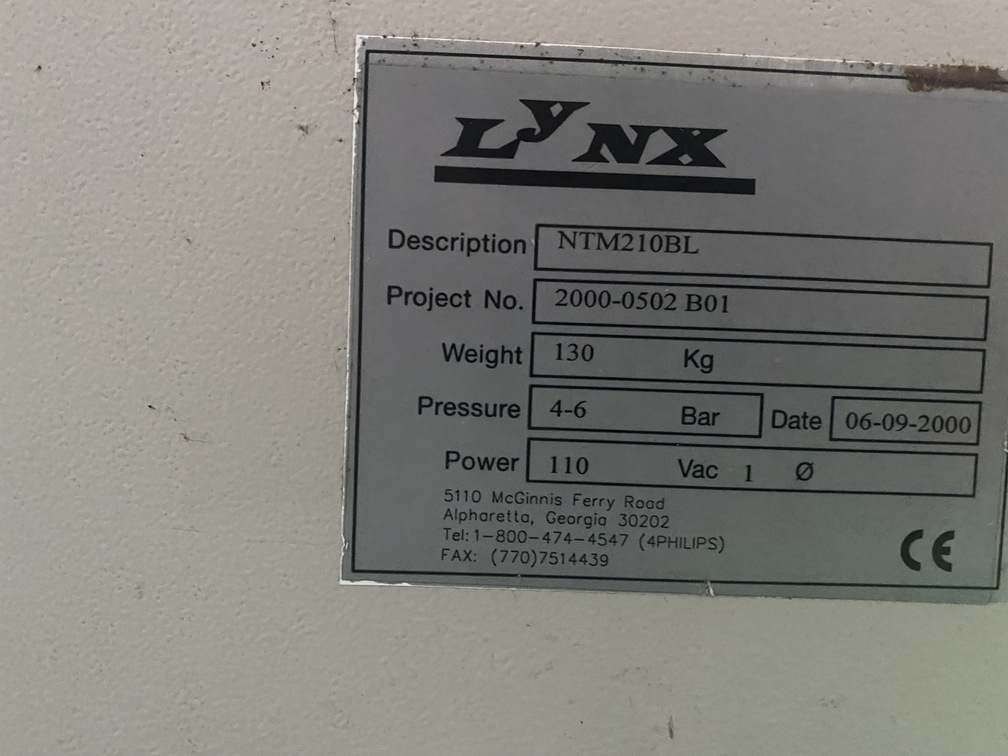 LyNX
Description NTM210BL
Project No. 2000-0502 B01
Weight 130 Kg
Pressure 4-6 Bar Date 06-09-2000
Power 110 Vac 1 Ø
5110 McGinnis Ferry Road
Alpharetta, Georgia 30202
Tel: 1-800-474-4547 (4PHILIPS)
FAX: (770)7514439
CE